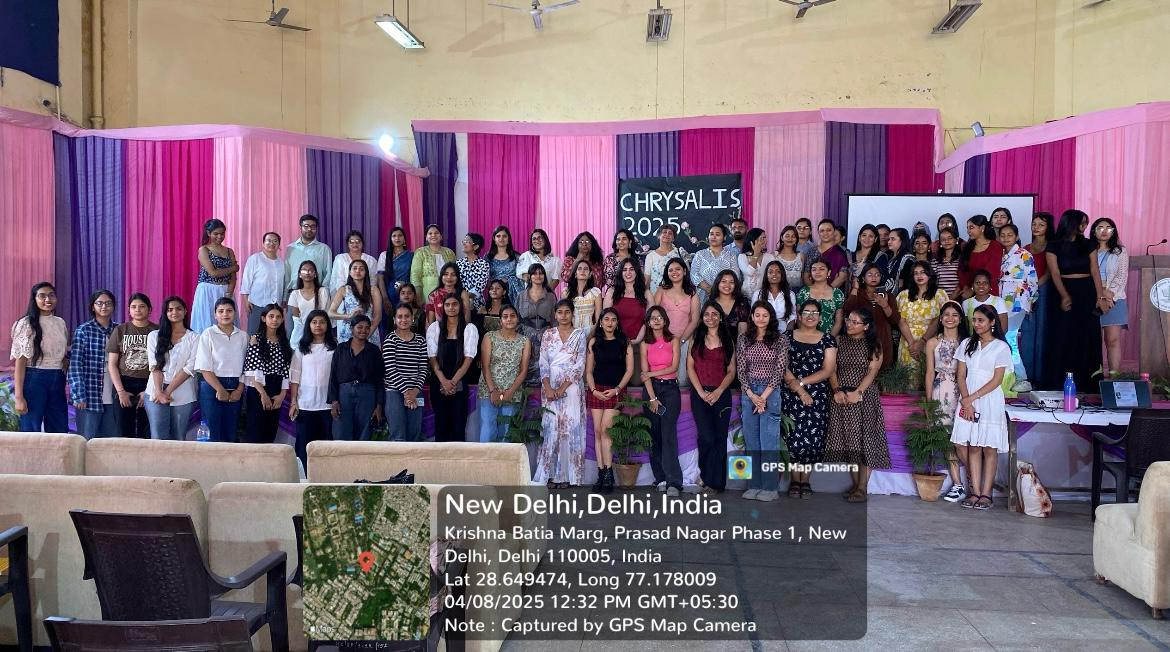 CHRYSALIS
2025
HOUSTON
GPS Map Camera
New Delhi,Delhi,India
Krishna Batia Marg, Prasad Nagar Phase 1, New
Delhi, Delhi 110005, India
Lat 28.649474, Long 77.178009
04/08/2025 12:32 PM GMT+05:30
Note : Captured by GPS Map Camera
Maps